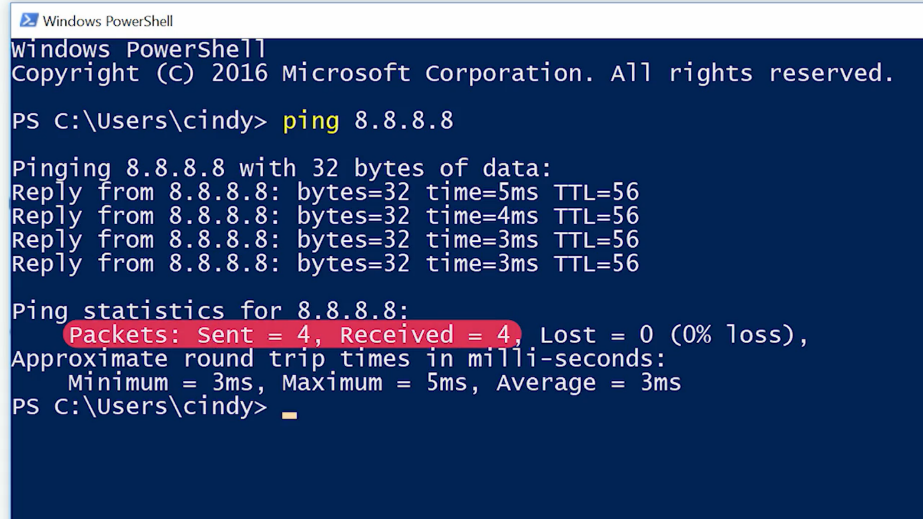 Windows PowerShell
Windows PowerShell
Copyright (C) 2016 Microsoft Corporation. All rights reserved.
PS C:\Users\cindy> ping 8.8.8.8
Pinging 8.8.8.8 with 32 bytes of data:
Reply from 8.8.8.8: bytes=32 time=5ms TTL=56
Reply from 8.8.8.8: bytes=32 time=4ms TTL=56
Reply from 8.8.8.8: bytes=32 time=3ms TTL=56
Reply from 8.8.8.8: bytes=32 time=3ms TTL=56
Ping statistics for 8.8.8.8:
Packets: Sent = 4, Received = 4, Lost = 0 (0% loss),
Approximate round trip times in milli-seconds:
Minimum = 3ms, Maximum = 5ms, Average = 3ms
PS C:\Users\cindy>